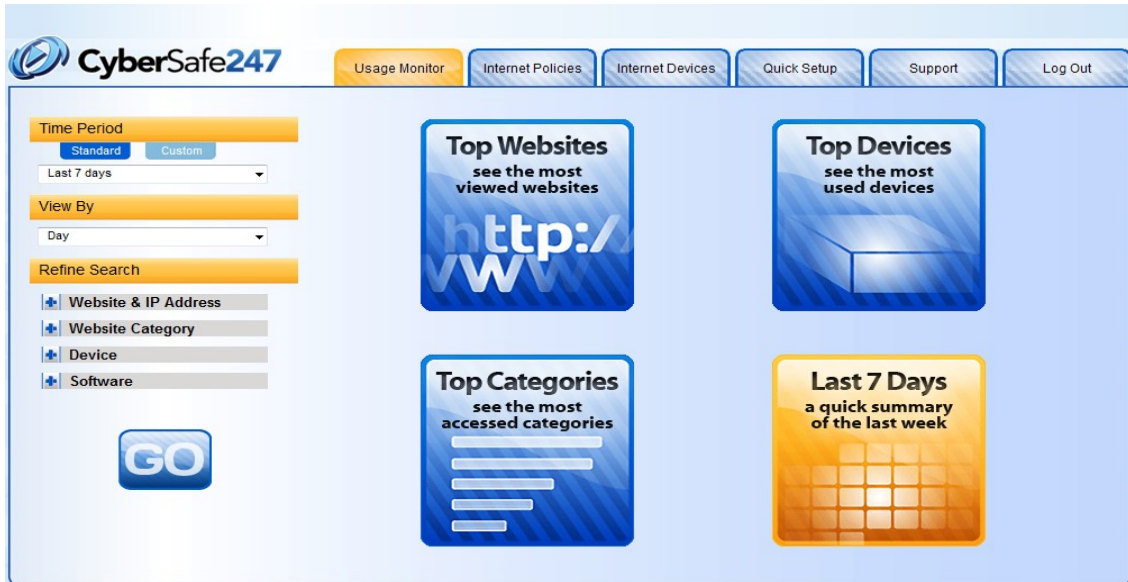 CyberSafe247
Usage Monitor
Internet Policies
Internet Devices
Quick Setup
Support
Log Out
Time Period
Standard
Custom
Last 7 days
View By
Day
Refine Search
Website & IP Address
Website Category
Device
Software
GO
Top Websites
see the most
viewed websites
http://
WWW
Top Devices
see the most
used devices
Top Categories
see the most
accessed categories
Last 7 Days
a quick summary
of the last week